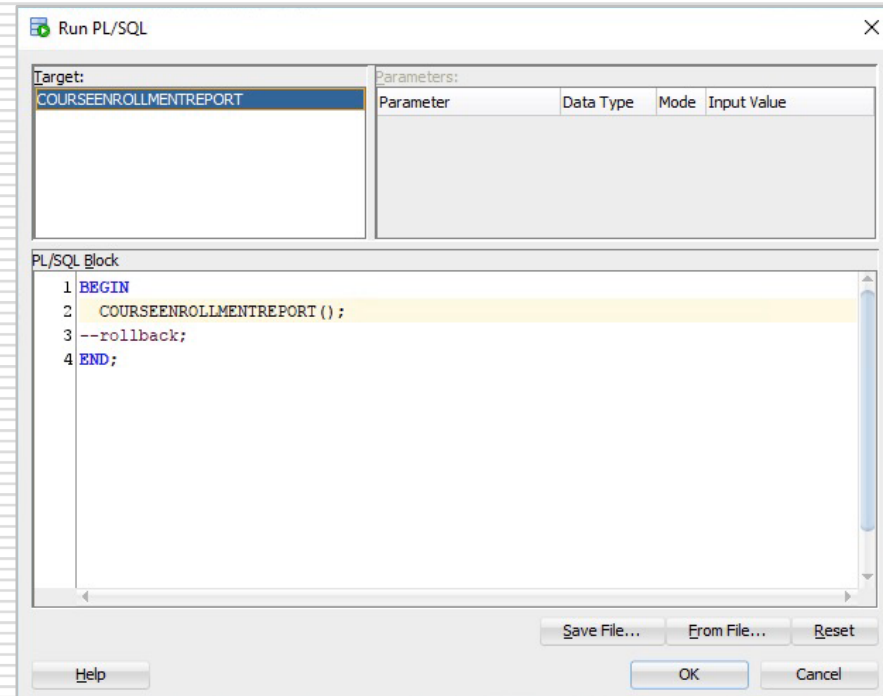 Run PL/SQL
Target:
COURSEENROLLMENTREPORT
Parameters:
Parameter Data Type Mode Input Value
PL/SQL Block
1 BEGIN
2 COURSEENROLLMENTREPORT();
3 --rollback;
4 END;
Save File... From File... Reset
Help OK Cancel